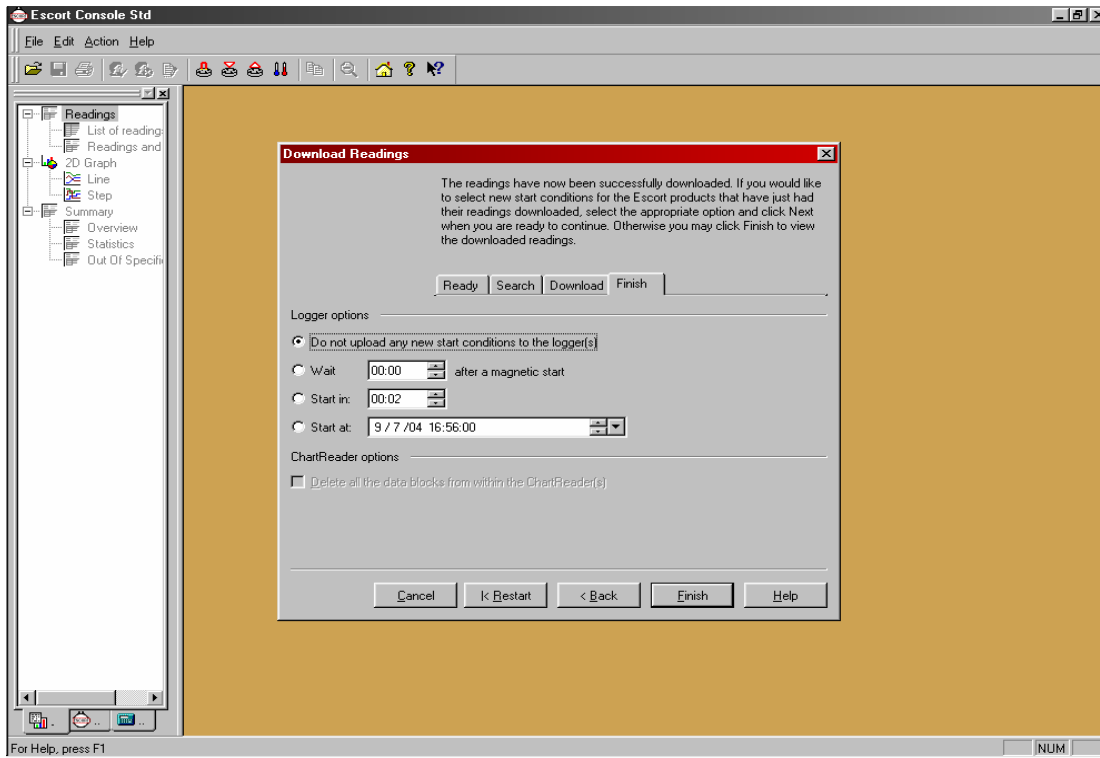 Escort Console Std
File Edit Action Help
Readings
List of reading:
Readings and
2D Graph
Line
Step
Summary
Overview
Statistics
Out Of Specifi
Download Readings
The readings have now been successfully downloaded. If you would like
to select new start conditions for the Escort products that have just had
their readings downloaded, select the appropriate option and click Next
when you are ready to continue. Otherwise you may click Finish to view
the downloaded readings.
Ready Search Download Finish
Logger options
Do not upload any new start conditions to the logger(s)
Wait 00:00 after a magnetic start
Start in: 00:02
Start at: 9 / 7 /04 16:56:00
ChartReader options
Delete all the data blocks from within the ChartReader(s)
Cancel |< Restart < Back Finish Help
For Help, press F1 NUM